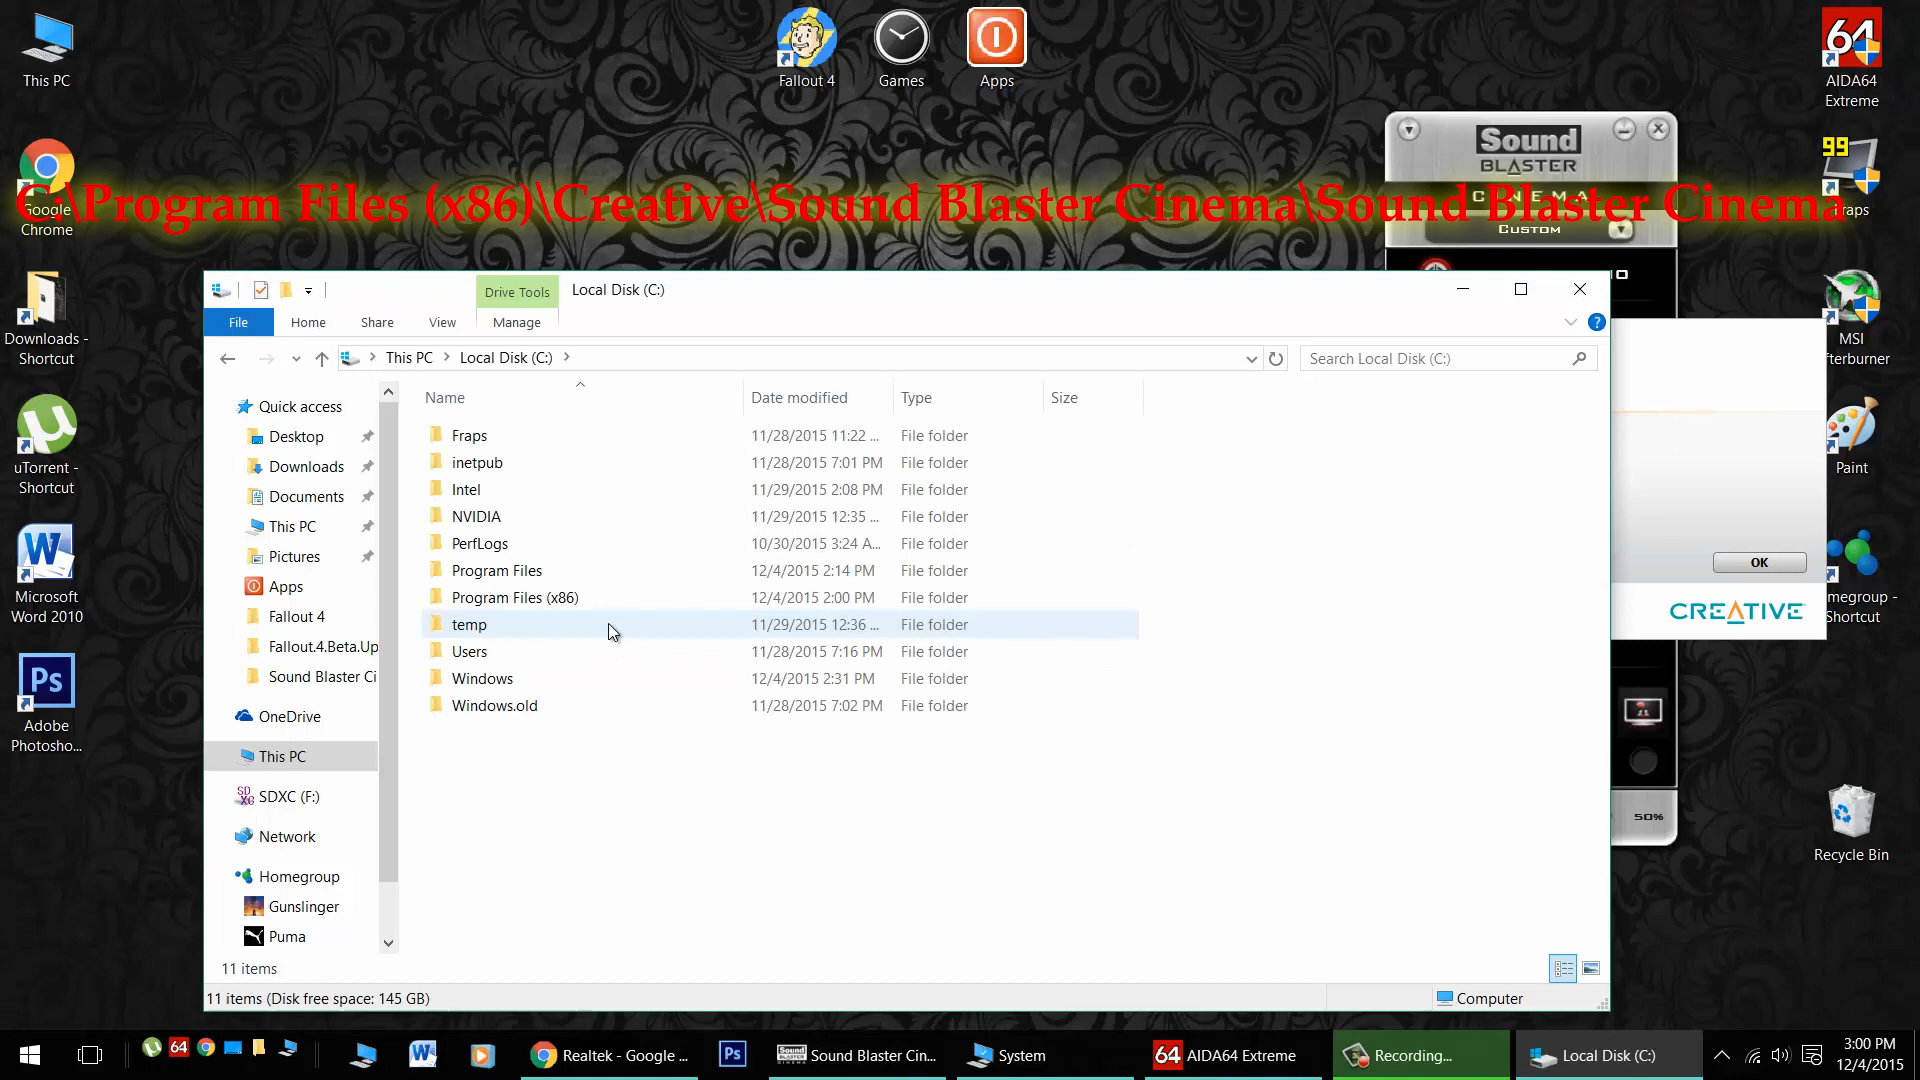 This PC
Fallout 4
Games
Apps
64
AIDA64
Extreme
Sound
BLASTER
CINEMA
Custom
99
C:\Program Files (x86)\Creative\Sound Blaster Cinema\Sound Blaster Cinema
Google
Chrome
Fraps
Downloads -
Shortcut
uTorrent -
Shortcut
Microsoft
Word 2010
Ps
Adobe
Photosho...
Drive Tools
Local Disk (C:)
File
Home
Share
View
Manage
This PC
Local Disk (C:)
Search Local Disk (C:)
Quick access
Desktop
Downloads
Documents
This PC
Pictures
Apps
Fallout 4
Fallout.4.Beta.Up
Sound Blaster Ci
OneDrive
This PC
SDXC (F:)
Network
Homegroup
Gunslinger
Puma
Name Date modified Type Size
Fraps 11/28/2015 11:22 ... File folder
inetpub 11/28/2015 7:01 PM File folder
Intel 11/29/2015 2:08 PM File folder
NVIDIA 11/29/2015 12:35 ... File folder
PerfLogs 10/30/2015 3:24 A... File folder
Program Files 12/4/2015 2:14 PM File folder
Program Files (x86) 12/4/2015 2:00 PM File folder
temp 11/29/2015 12:36 ... File folder
Users 11/28/2015 7:16 PM File folder
Windows 12/4/2015 2:31 PM File folder
Windows.old 11/28/2015 7:02 PM File folder
11 items
11 items (Disk free space: 145 GB)
Computer
MSI
fterburner
Paint
OK
CREATIVE
megroup -
Shortcut
50%
Recycle Bin
64
Realtek - Google ...
Ps
Sound Blaster Cin...
System
64
AIDA64 Extreme
Recording...
Local Disk (C:)
3:00 PM
12/4/2015